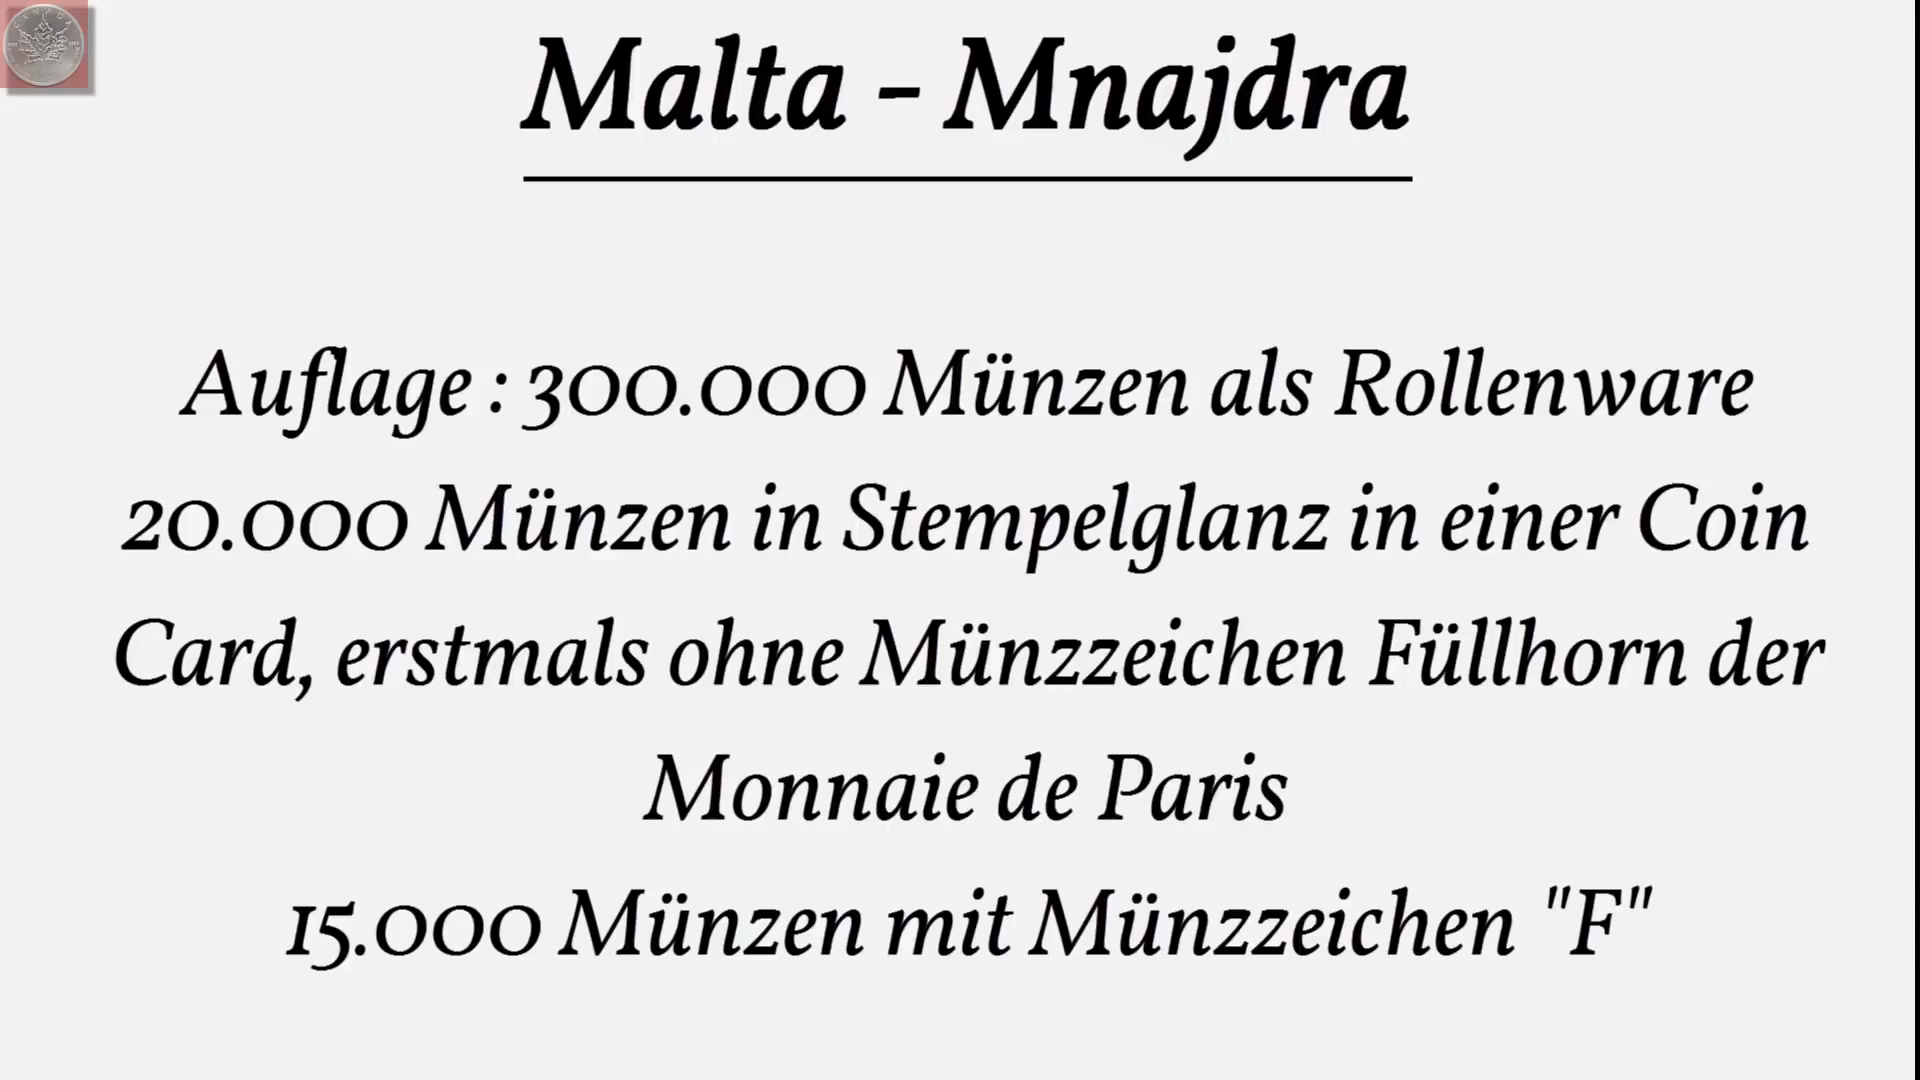 CANADA
Malta - Mnajdra
Auflage : 300.000 Münzen als Rollenware
20.000 Münzen in Stempelglanz in einer Coin
Card, erstmals ohne Münzzeichen Füllhorn der
Monnaie de Paris
15.000 Münzen mit Münzzeichen "F"